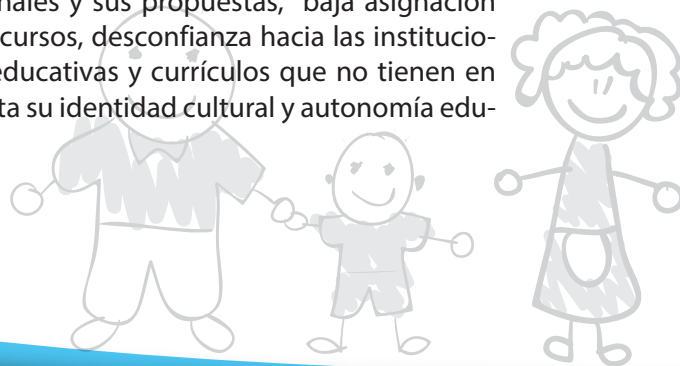 nales y sus propuestas, baja asignación
cursos, desconfianza hacia las institucio-
educativas y currículos que no tienen en
ta su identidad cultural y autonomía edu-